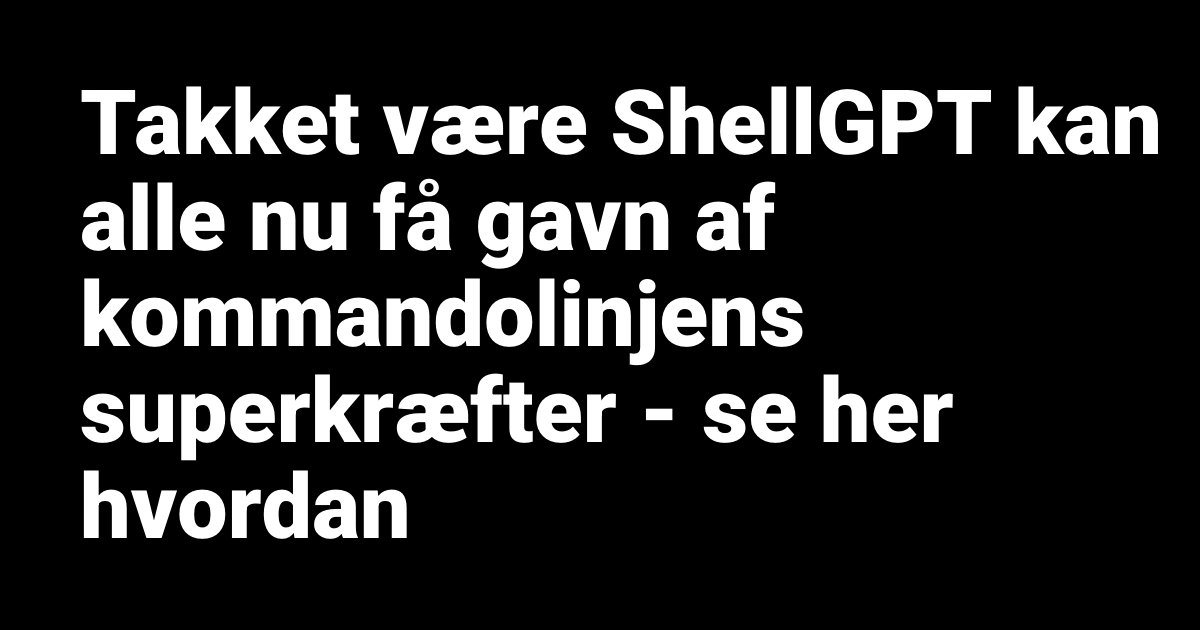 Takket være ShellGPT kan
alle nu få gavn af
kommandolinjens
superkræfter - se her
hvordan